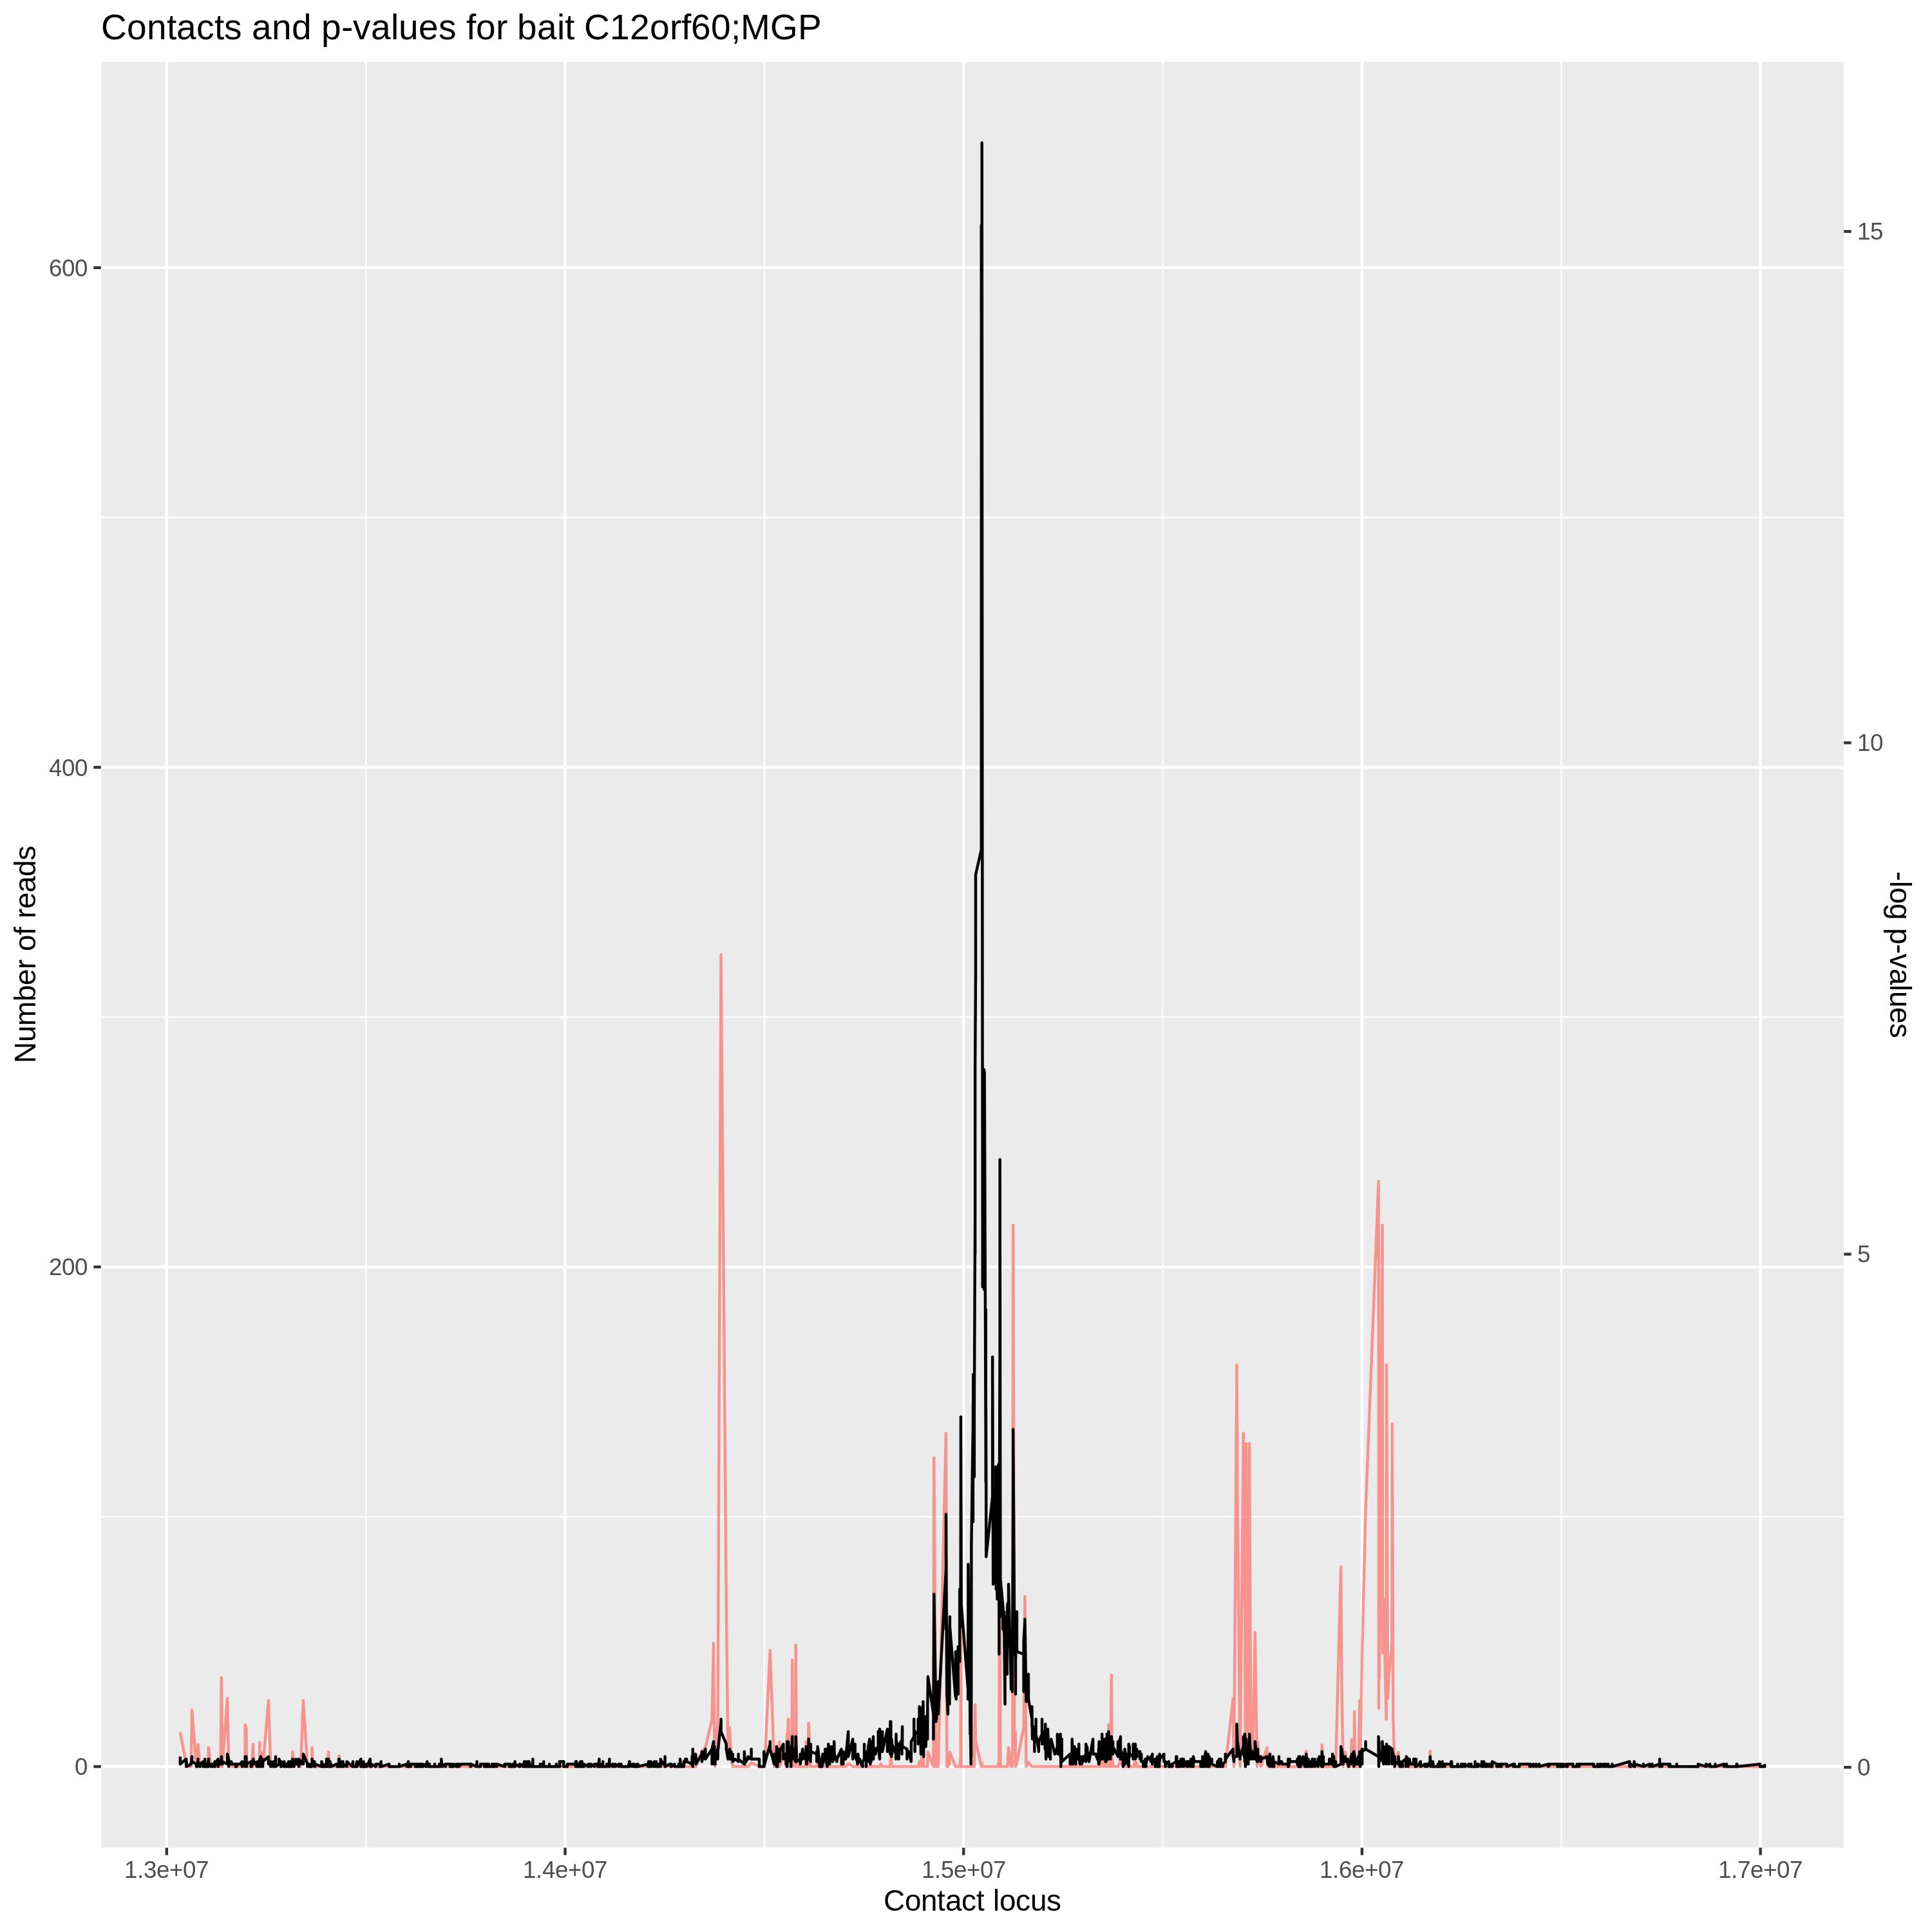 Contacts and p-values for bait C12orf60;MGP
Number of reads
600
400
200
0
15
10
5
0
-log p-values
1.3e+07
1.4e+07
1.5e+07
1.6e+07
1.7e+07
Contact locus